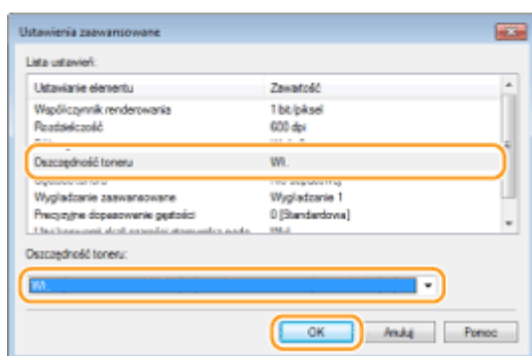 Ustawienia zaawansowane
Lista ustawień:
Ustawianie elementu Zawartość
Współczynnik renderowania 1 bit/piksel
Rozdzielczość 600 dpi
Oszczędność toneru Wł.
Wygładzanie zaawansowane Wygładzanie 1
Precyzyjne dopasowanie gęstości 0 [Standardowa]
Oszczędność toneru:
Wł.
OK Anuluj Pomoc